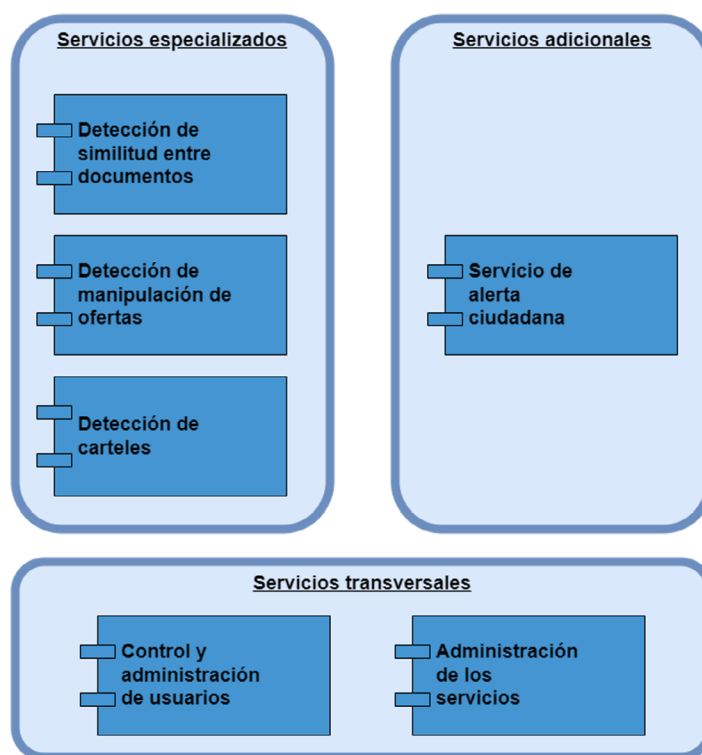 Servicios especializados
Detección de
similitud entre
documentos
Detección de
manipulación de
ofertas
Detección de
carteles
Servicios adicionales
Servicio de
alerta
ciudadana
Servicios transversales
Control y
administración
de usuarios
Administración
de los
servicios